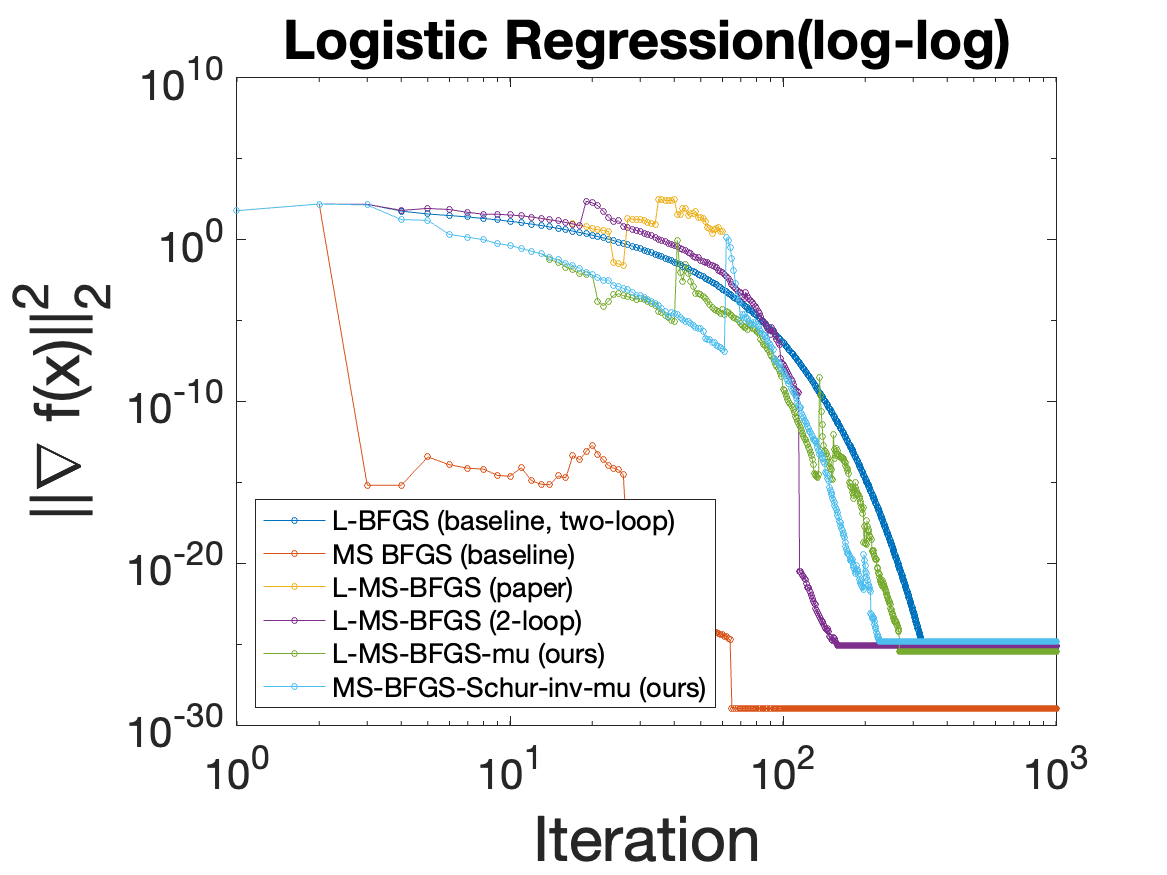 Logistic Regression(log-log)
10^10
10^0
10^-10
10^-20
10^-30
||∇ f(x)||_2^2
L-BFGS (baseline, two-loop)
MS BFGS (baseline)
L-MS-BFGS (paper)
L-MS-BFGS (2-loop)
L-MS-BFGS-mu (ours)
MS-BFGS-Schur-inv-mu (ours)
10^0 10^1 10^2 10^3
Iteration